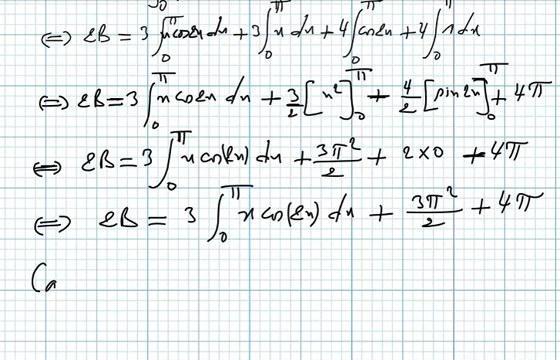 ⇔ 2B = 3 ∫₀^π x cos2x dx + 3 ∫₀^π x dx + 4 ∫₀^π cos2x + 4 ∫₀^π 1 dx
⇔ 2B = 3 ∫₀^π x cos2x dx + 3/2 [x²]₀^π + 4/2 [sin 2x]₀^π + 4π
⇔ 2B = 3 ∫₀^π x cos(2x) dx + 3π²/2 + 2×0 + 4π
⇔ 2B = 3 ∫₀^π x cos(2x) dx + 3π²/2 + 4π
Ca